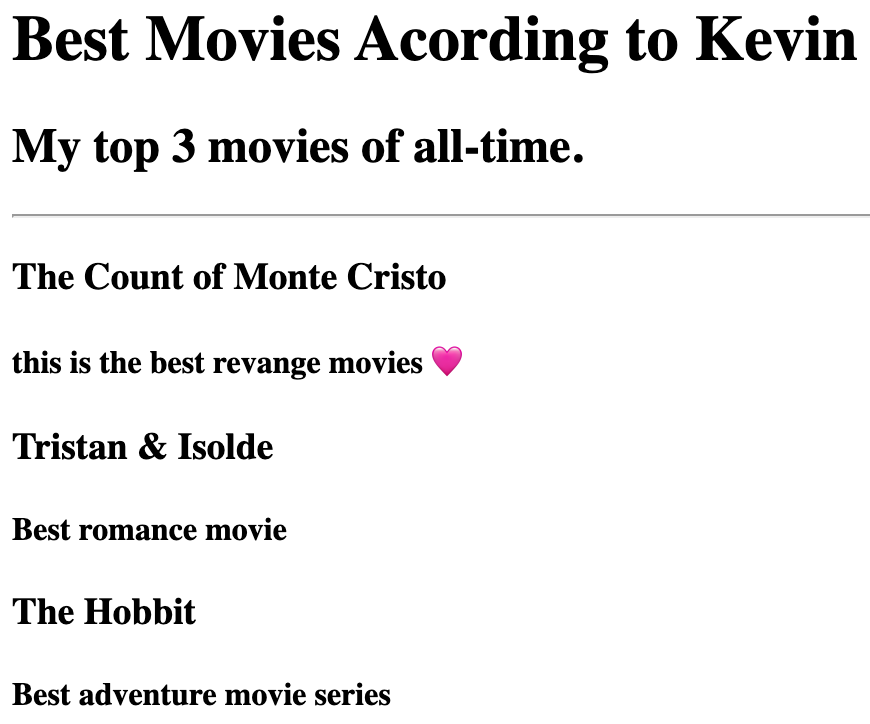 Best Movies Acording to Kevin
My top 3 movies of all-time.
The Count of Monte Cristo
this is the best revange movies 🩷
Tristan & Isolde
Best romance movie
The Hobbit
Best adventure movie series